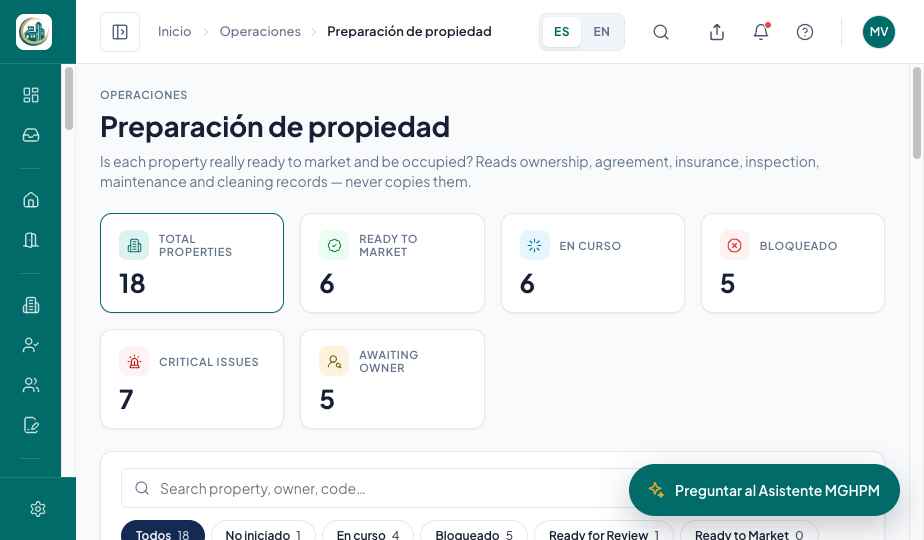 Inicio
Operaciones
Preparación de propiedad
ES
EN
MV
OPERACIONES
Preparación de propiedad
Is each property really ready to market and be occupied? Reads ownership, agreement, insurance, inspection,
maintenance and cleaning records — never copies them.
TOTAL
PROPERTIES
18
READY TO
MARKET
6
EN CURSO
6
BLOQUEADO
5
CRITICAL ISSUES
7
AWAITING
OWNER
5
Search property, owner, code...
Preguntar al Asistente MGHPM
Todos 18
No iniciado 1
En curso 4
Bloqueado 5
Ready for Review 1
Ready to Market 0